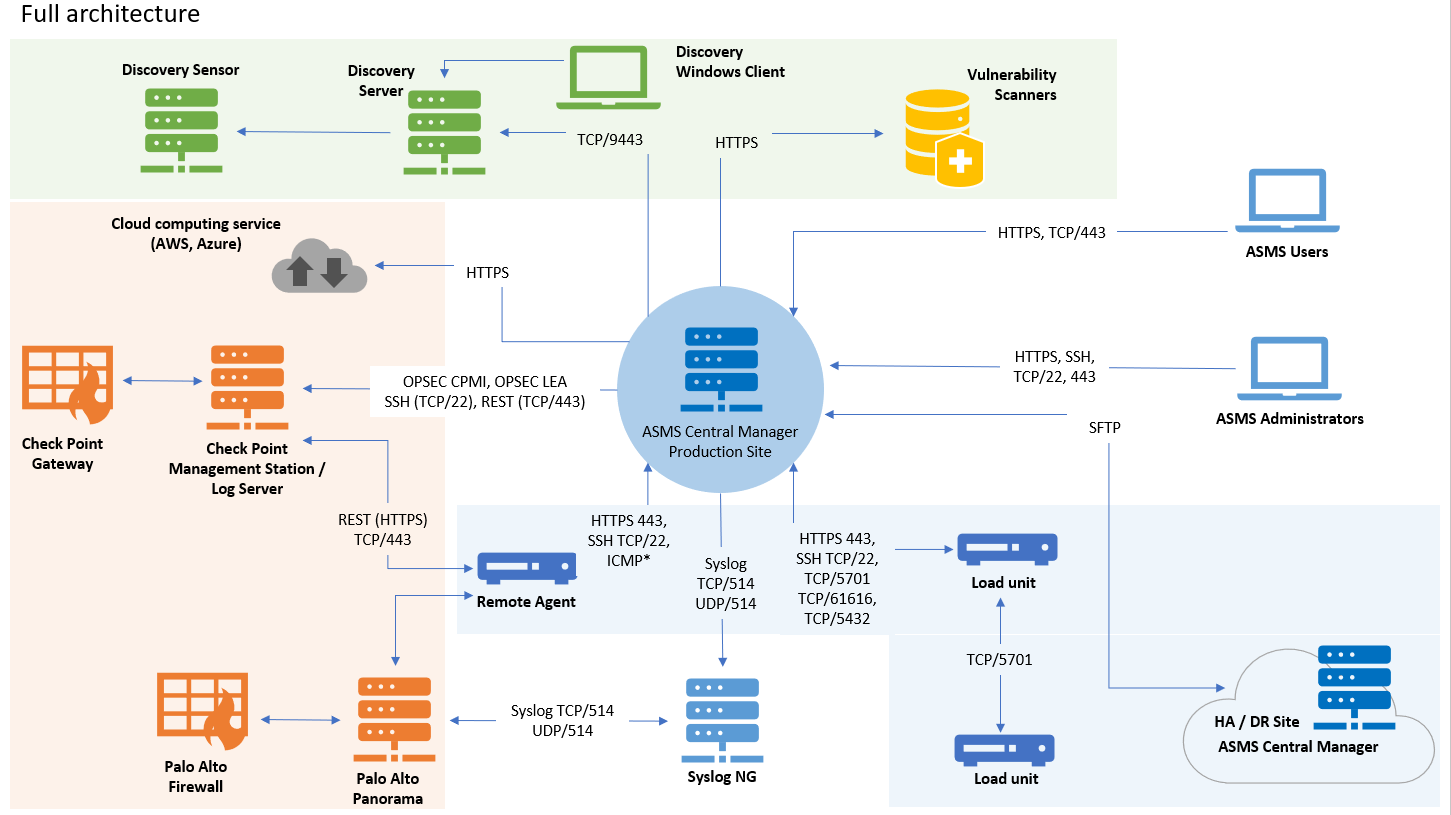 Full architecture
Discovery Sensor
Discovery
Server
Discovery
Windows Client
Vulnerability
Scanners
TCP/9443
HTTPS
Cloud computing service
(AWS, Azure)
HTTPS
HTTPS, TCP/443
ASMS Users
OPSEC CPMI, OPSEC LEA
SSH (TCP/22), REST (TCP/443)
HTTPS, SSH,
TCP/22, 443
ASMS Administrators
ASMS Central Manager
Production Site
SFTP
Check Point
Gateway
Check Point
Management Station /
Log Server
REST (HTTPS)
TCP/443
HTTPS 443,
SSH TCP/22,
ICMP*
Remote Agent
Syslog
TCP/514
UDP/514
HTTPS 443,
SSH TCP/22,
TCP/5701
TCP/61616,
TCP/5432
Load unit
TCP/5701
Load unit
Palo Alto
Firewall
Palo Alto
Panorama
Syslog TCP/514
UDP/514
Syslog NG
HA / DR Site
ASMS Central Manager